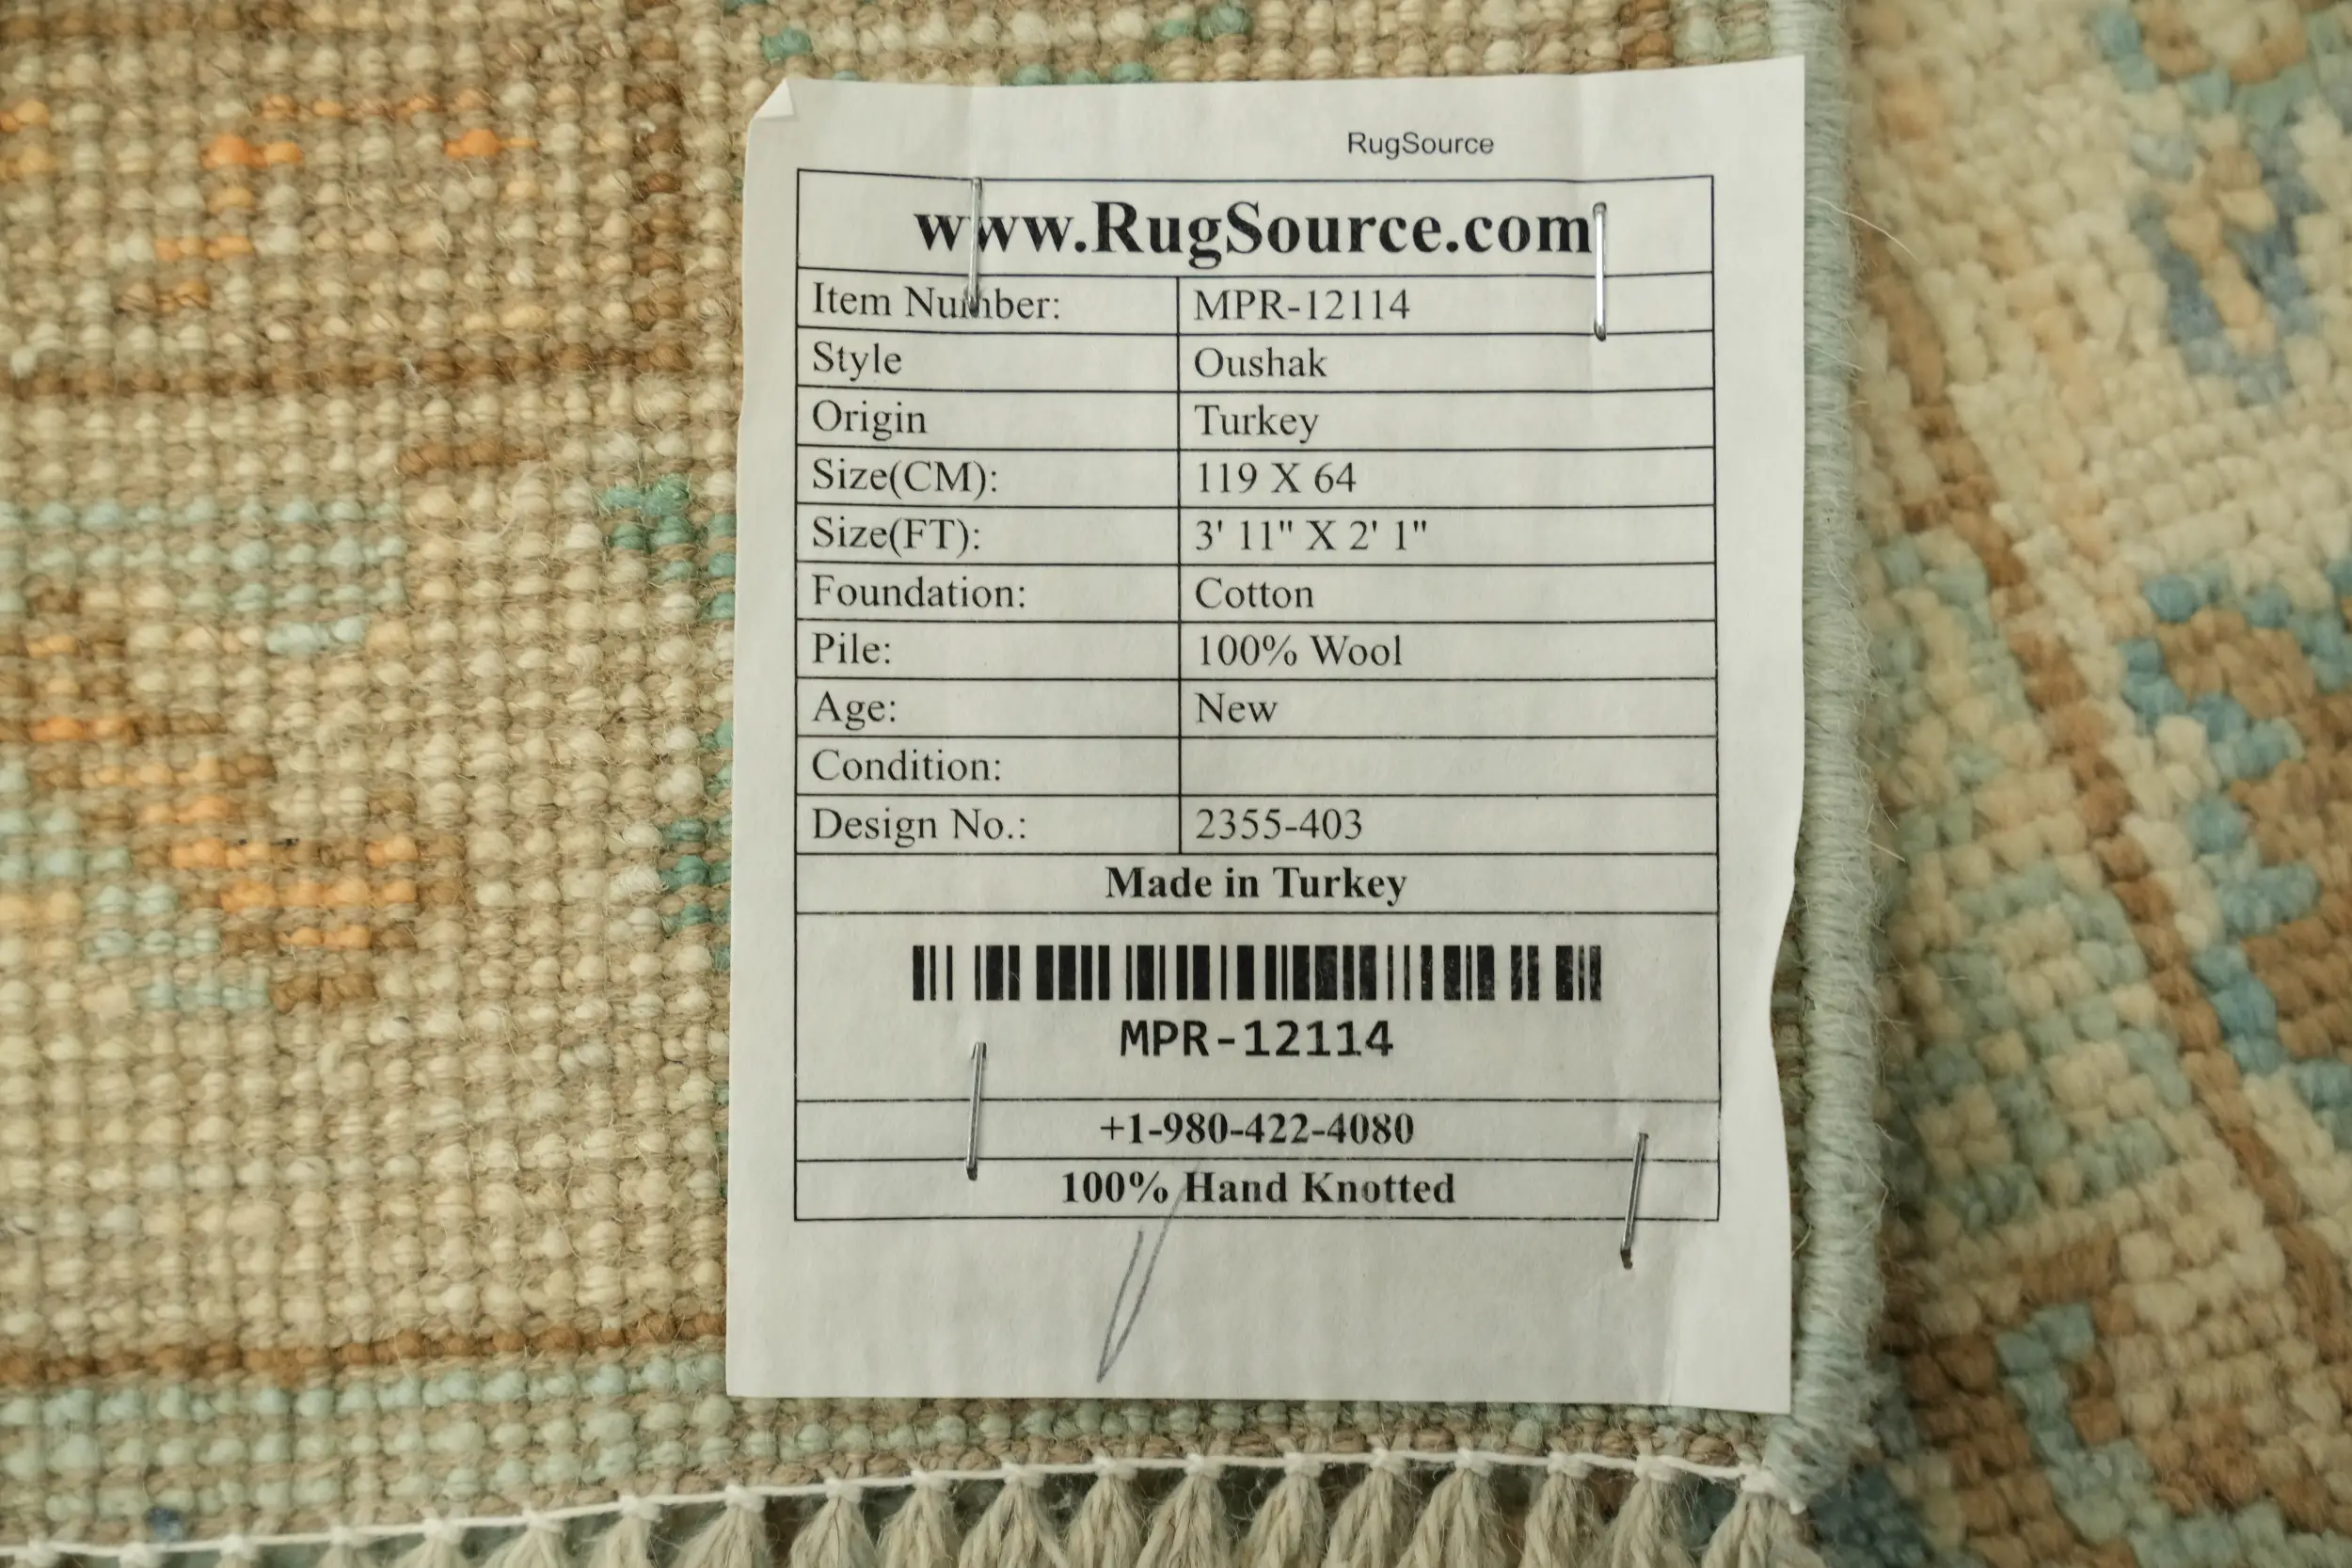 RugSource
www.RugSource.com
Item Number: MPR-12114
Style Oushak
Origin Turkey
Size(CM): 119 X 64
Size(FT): 3' 11" X 2' 1"
Foundation: Cotton
Pile: 100% Wool
Age: New
Condition:
Design No.: 2355-403
Made in Turkey
MPR-12114
+1-980-422-4080
100% Hand Knotted